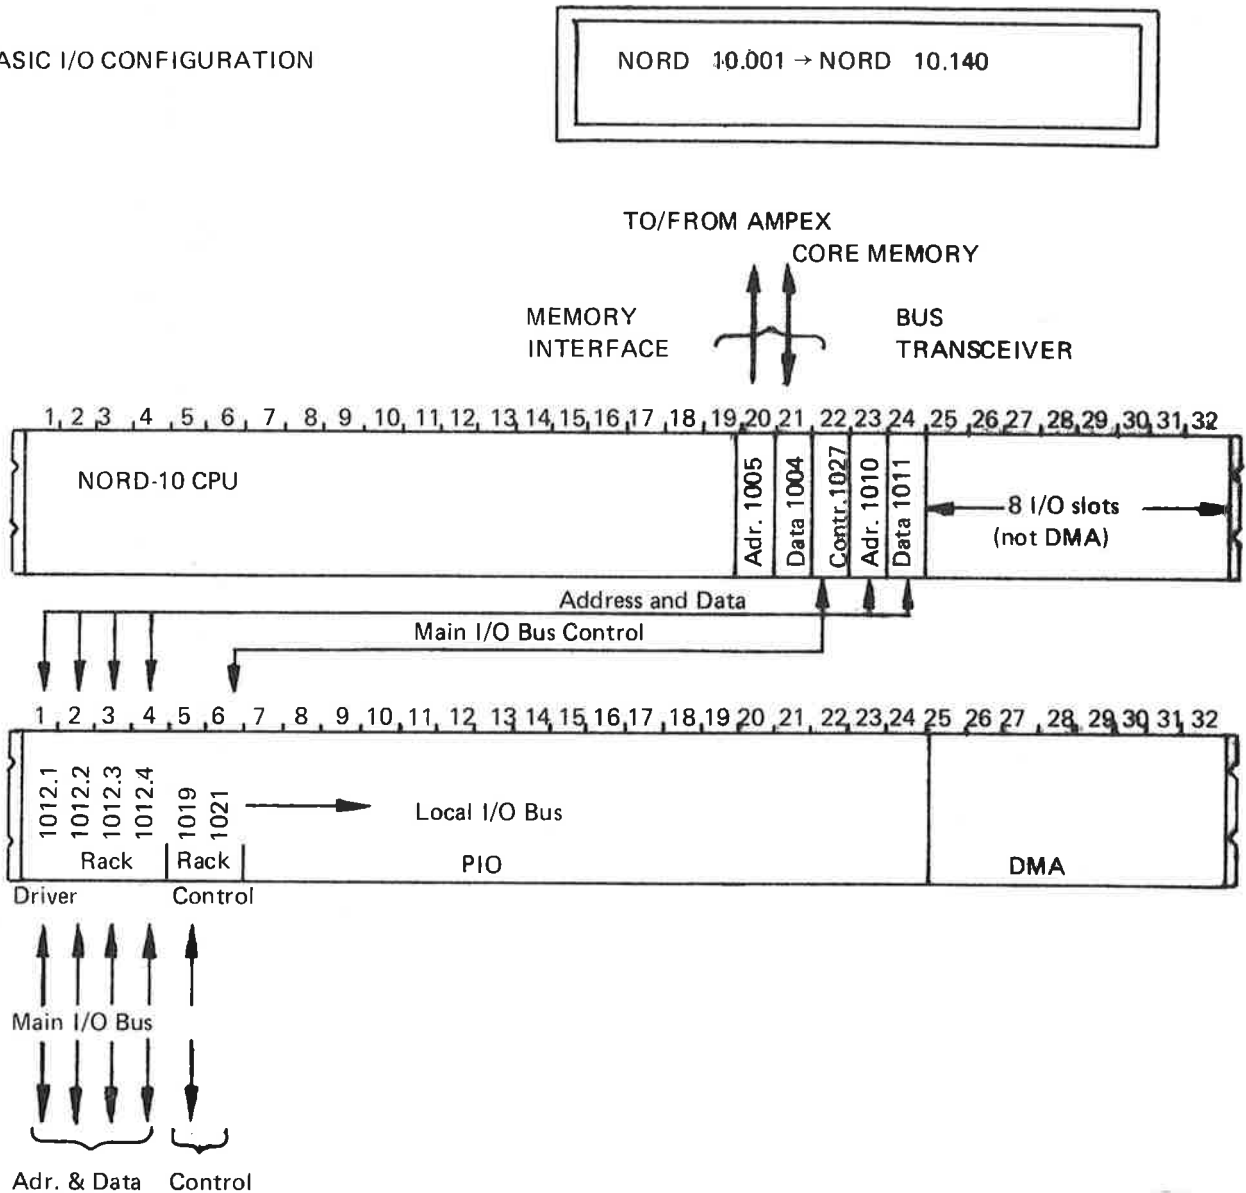 ASIC I/O CONFIGURATION
NORD 10.001 → NORD 10.140
TO/FROM AMPEX
CORE MEMORY
MEMORY
INTERFACE
BUS
TRANSCEIVER
1 2 3 4 5 6 7 8 9 10 11 12 13 14 15 16 17 18 19 20 21 22 23 24 25 26 27 28 29 30 31 32
NORD-10 CPU
Adr. 1005
Data 1004
Contr. 1027
Adr. 1010
Data 1011
8 I/O slots
(not DMA)
Address and Data
Main I/O Bus Control
1 2 3 4 5 6 7 8 9 10 11 12 13 14 15 16 17 18 19 20 21 22 23 24 25 26 27 28 29 30 31 32
1012.1
1012.2
1012.3
1012.4
1019
1021
Local I/O Bus
Rack
Rack
PIO
DMA
Driver
Control
Main I/O Bus
Adr. & Data
Control